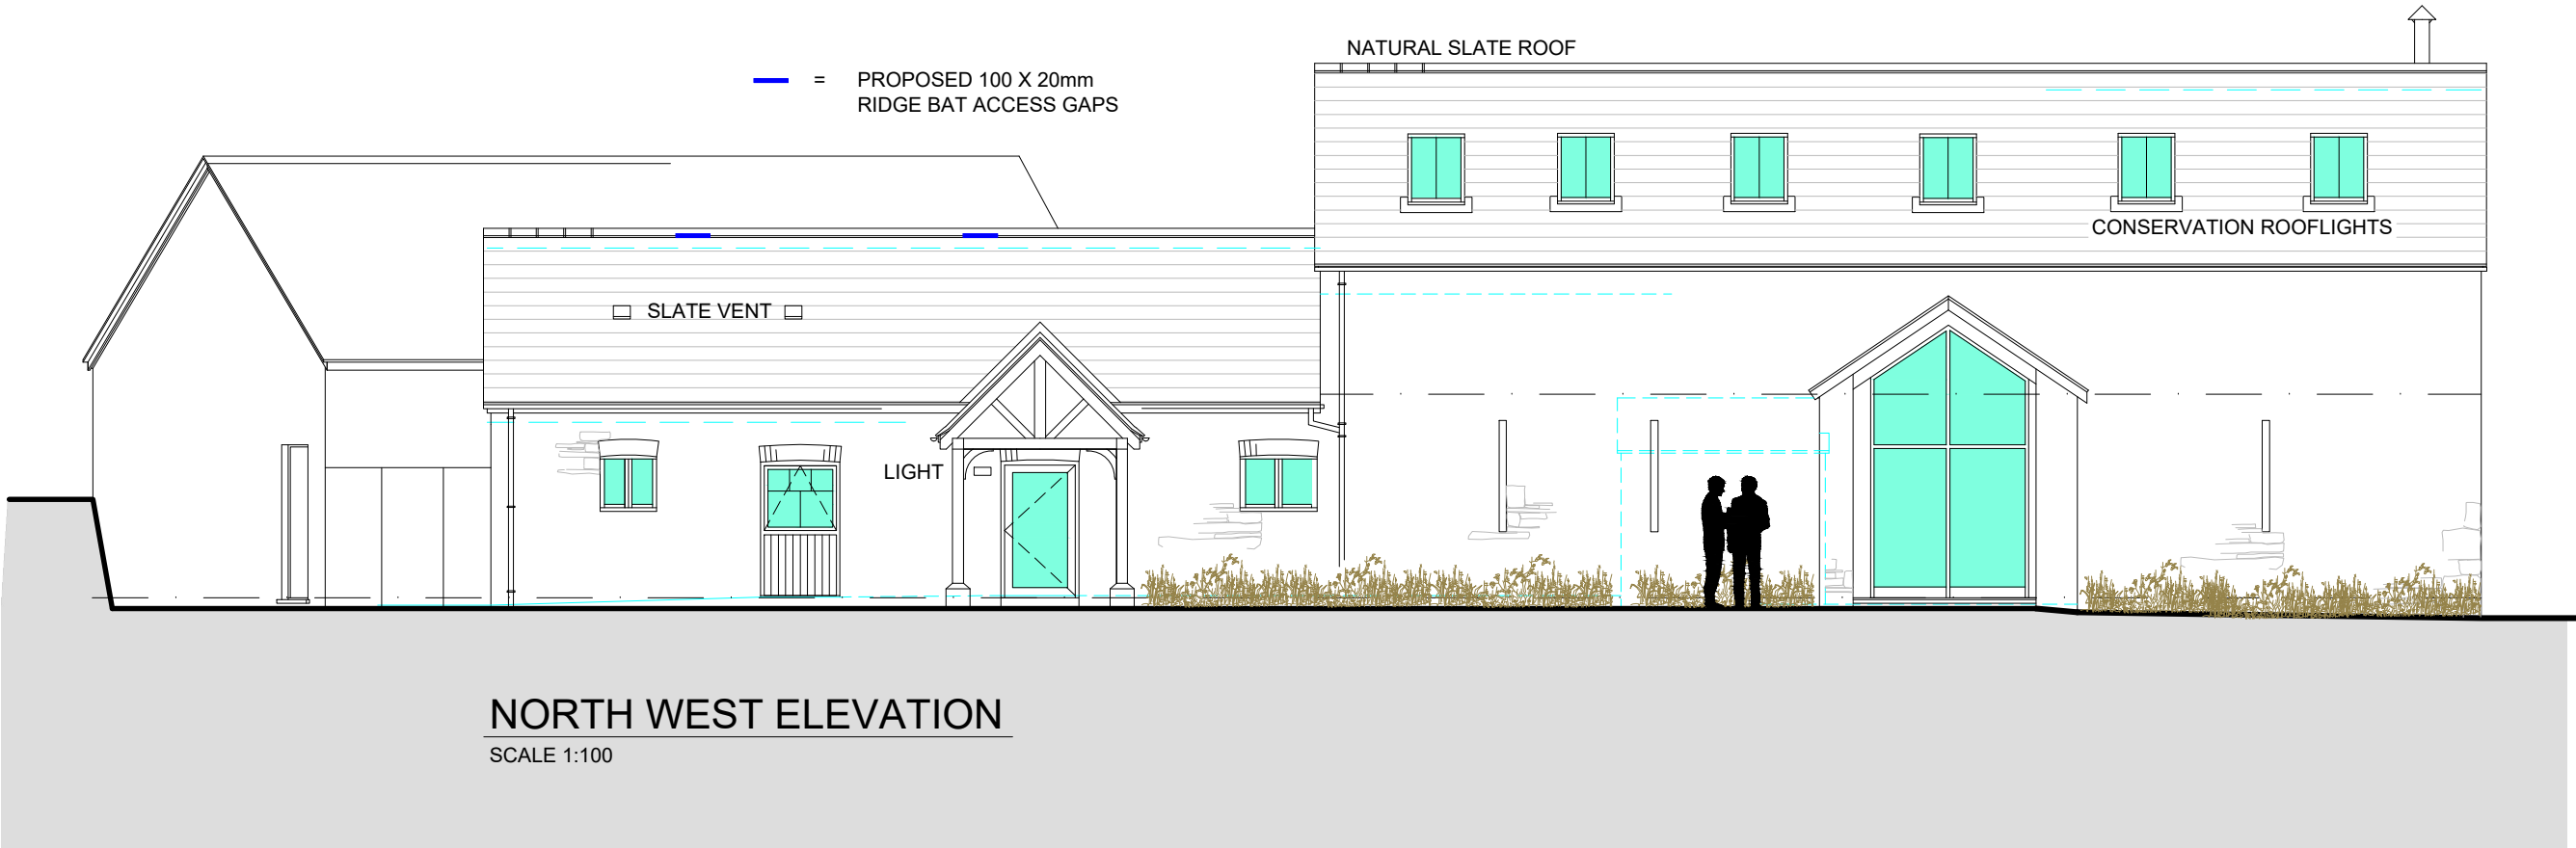 NATURAL SLATE ROOF
= PROPOSED 100 X 20mm
RIDGE BAT ACCESS GAPS
CONSERVATION ROOFLIGHTS
SLATE VENT
LIGHT
NORTH WEST ELEVATION
SCALE 1:100